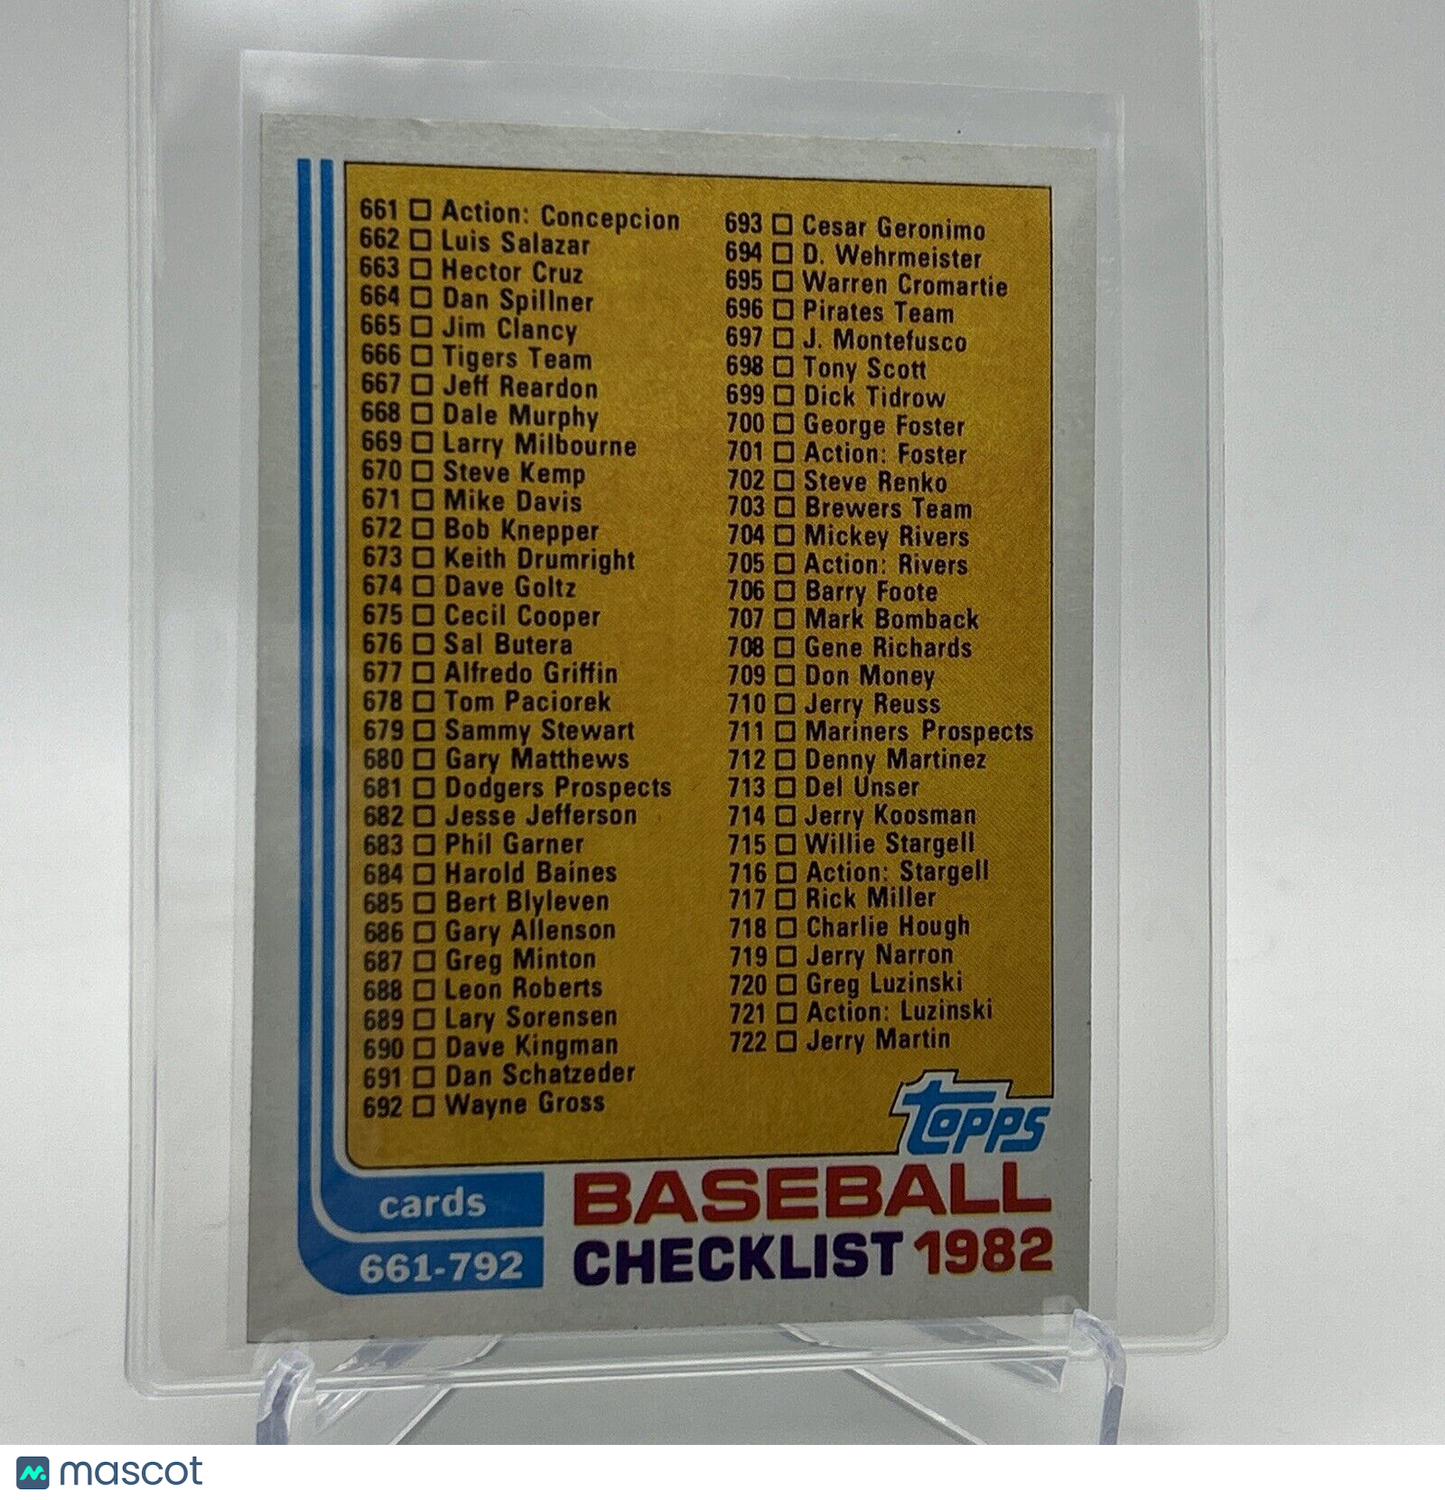 661 Action: Concepcion
662 Luis Salazar
663 Hector Cruz
664 Dan Spillner
665 Jim Clancy
666 Tigers Team
667 Jeff Reardon
668 Dale Murphy
669 Larry Milbourne
670 Steve Kemp
671 Mike Davis
672 Bob Knepper
673 Keith Drumright
674 Dave Goltz
675 Cecil Cooper
676 Sal Butera
677 Alfredo Griffin
678 Tom Paciorek
679 Sammy Stewart
680 Gary Matthews
681 Dodgers Prospects
682 Jesse Jefferson
683 Phil Garner
684 Harold Baines
685 Bert Blyleven
686 Gary Allenson
687 Greg Minton
688 Leon Roberts
689 Lary Sorensen
690 Dave Kingman
691 Dan Schatzeder
692 Wayne Gross
693 Cesar Geronimo
694 D. Wehrmeister
695 Warren Cromartie
696 Pirates Team
697 J. Montefusco
698 Tony Scott
699 Dick Tidrow
700 George Foster
701 Action: Foster
702 Steve Renko
703 Brewers Team
704 Mickey Rivers
705 Action: Rivers
706 Barry Foote
707 Mark Bomback
708 Gene Richards
709 Don Money
710 Jerry Reuss
711 Mariners Prospects
712 Denny Martinez
713 Del Unser
714 Jerry Koosman
715 Willie Stargell
716 Action: Stargell
717 Rick Miller
718 Charlie Hough
719 Jerry Narron
720 Greg Luzinski
721 Action: Luzinski
722 Jerry Martin
Topps
cards
661-792
BASEBALL
CHECKLIST 1982
mascot